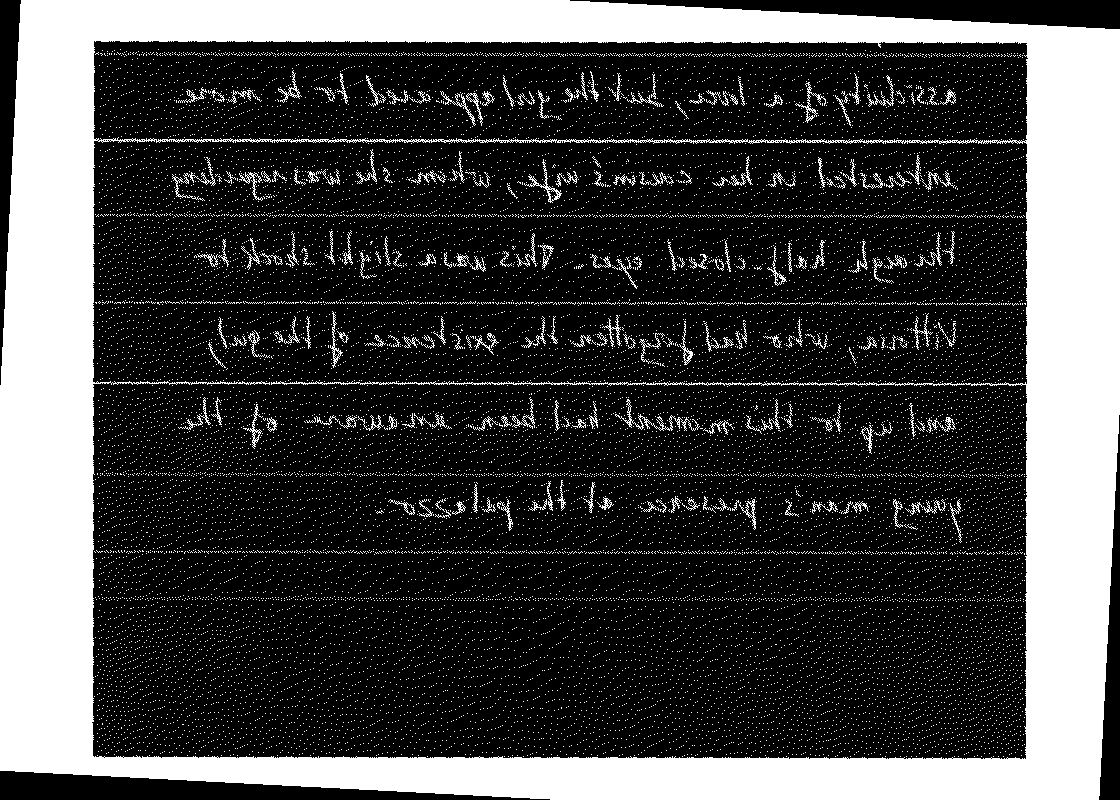 assiduity of a lover, but the girl appeared to be more
interested in her cousin's wife, whom she was regarding
through half-closed eyes. This was a slight shock to
Vittoria, who had forgotten the existence of the girl,
and up to this moment had been unaware of the
young man's presence at the palazzo.